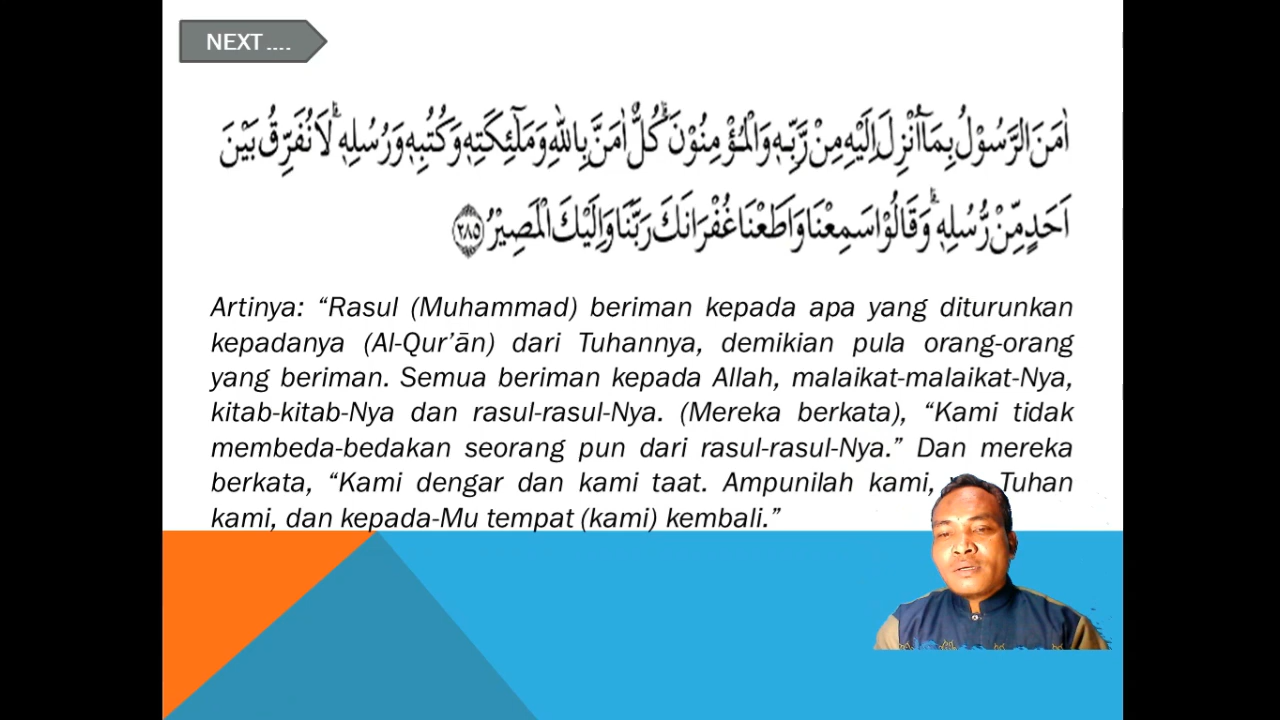 NEXT ....
اٰمَنَ الرَّسُوْلُ بِمَآ اُنْزِلَ اِلَيْهِ مِنْ رَّبِّهٖ وَالْمُؤْمِنُوْنَۗ كُلٌّ اٰمَنَ بِاللّٰهِ وَمَلٰۤئِكَتِهٖ وَكُتُبِهٖ وَرُسُلِهٖۗ لَا نُفَرِّقُ بَيْنَ
اَحَدٍ مِّنْ رُّسُلِهٖۗ وَقَالُوْا سَمِعْنَا وَاَطَعْنَا غُفْرَانَكَ رَبَّنَا وَاِلَيْكَ الْمَصِيْرُ ٢٨٥
Artinya: “Rasul (Muhammad) beriman kepada apa yang diturunkan
kepadanya (Al-Qur’ān) dari Tuhannya, demikian pula orang-orang
yang beriman. Semua beriman kepada Allah, malaikat-malaikat-Nya,
kitab-kitab-Nya dan rasul-rasul-Nya. (Mereka berkata), “Kami tidak
membeda-bedakan seorang pun dari rasul-rasul-Nya.” Dan mereka
berkata, “Kami dengar dan kami taat. Ampunilah kami, Tuhan
kami, dan kepada-Mu tempat (kami) kembali.”